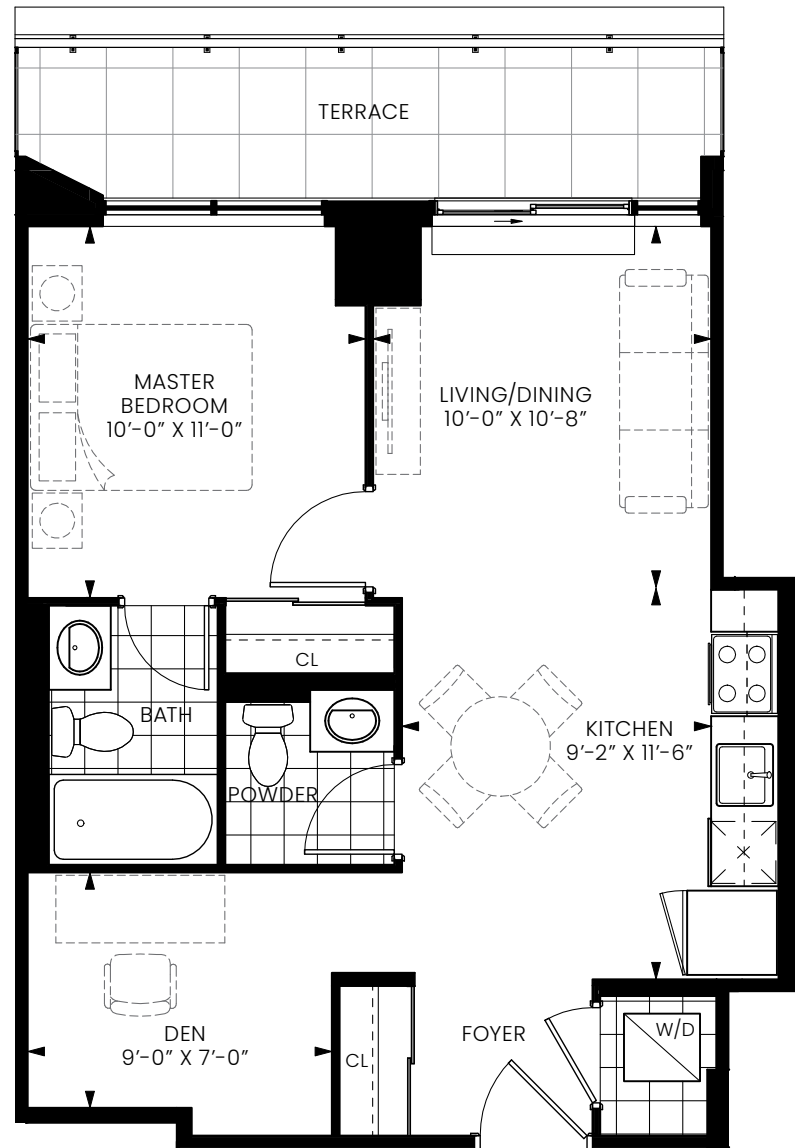 TERRACE
MASTER
BEDROOM
10’-0” X 11’-0”
LIVING/DINING
10’-0” X 10’-8”
CL
BATH
KITCHEN
9’-2” X 11’-6”
POWDER
DEN
9’-0” X 7’-0”
CL
FOYER
W/D